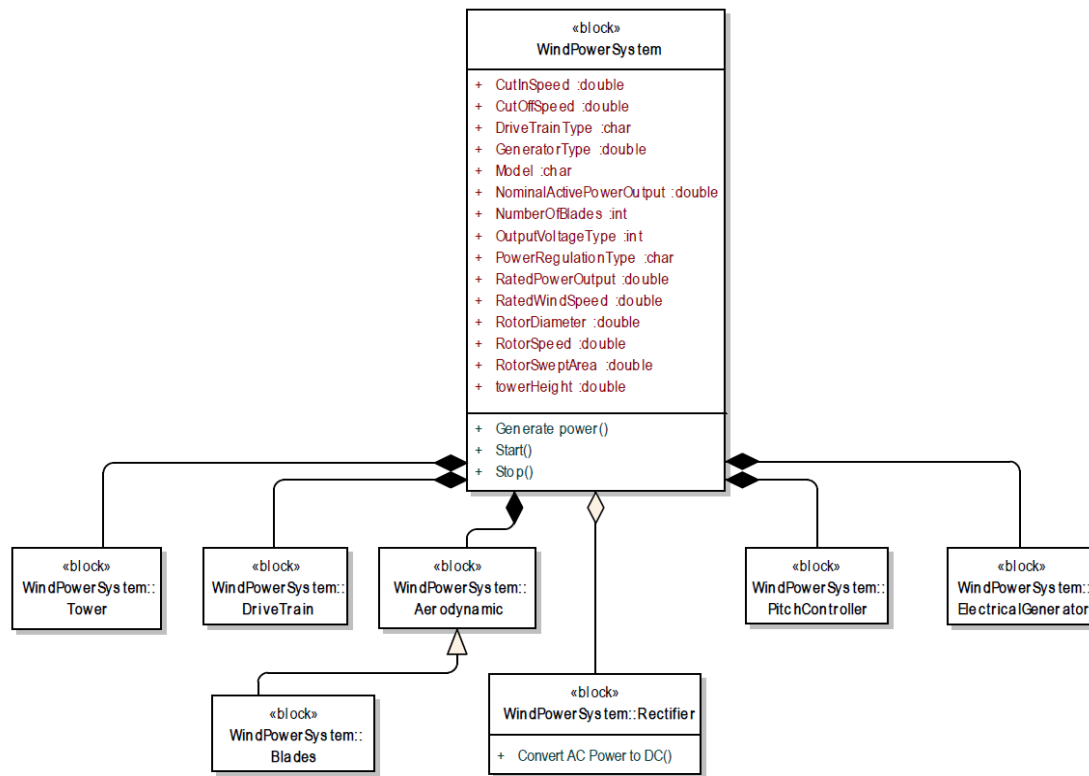 «block»
WindPowerSystem
+ CutInSpeed :double
+ CutOffSpeed :double
+ DriveTrainType :char
+ GeneratorType :double
+ Model :char
+ NominalActivePowerOutput :double
+ NumberOfBlades :int
+ OutputVoltageType :int
+ PowerRegulationType :char
+ RatedPowerOutput :double
+ RatedWindSpeed :double
+ RotorDiameter :double
+ RotorSpeed :double
+ RotorSweptArea :double
+ towerHeight :double
+ Generate power()
+ Start()
+ Stop()
«block»
WindPowerSystem::
Tower
«block»
WindPowerSystem::
DriveTrain
«block»
WindPowerSystem::
Aerodynamic
«block»
WindPowerSystem::
PitchController
«block»
WindPowerSystem::
ElectricalGenerator
«block»
WindPowerSystem::
Blades
«block»
WindPowerSystem::Rectifier
+ Convert AC Power to DC()